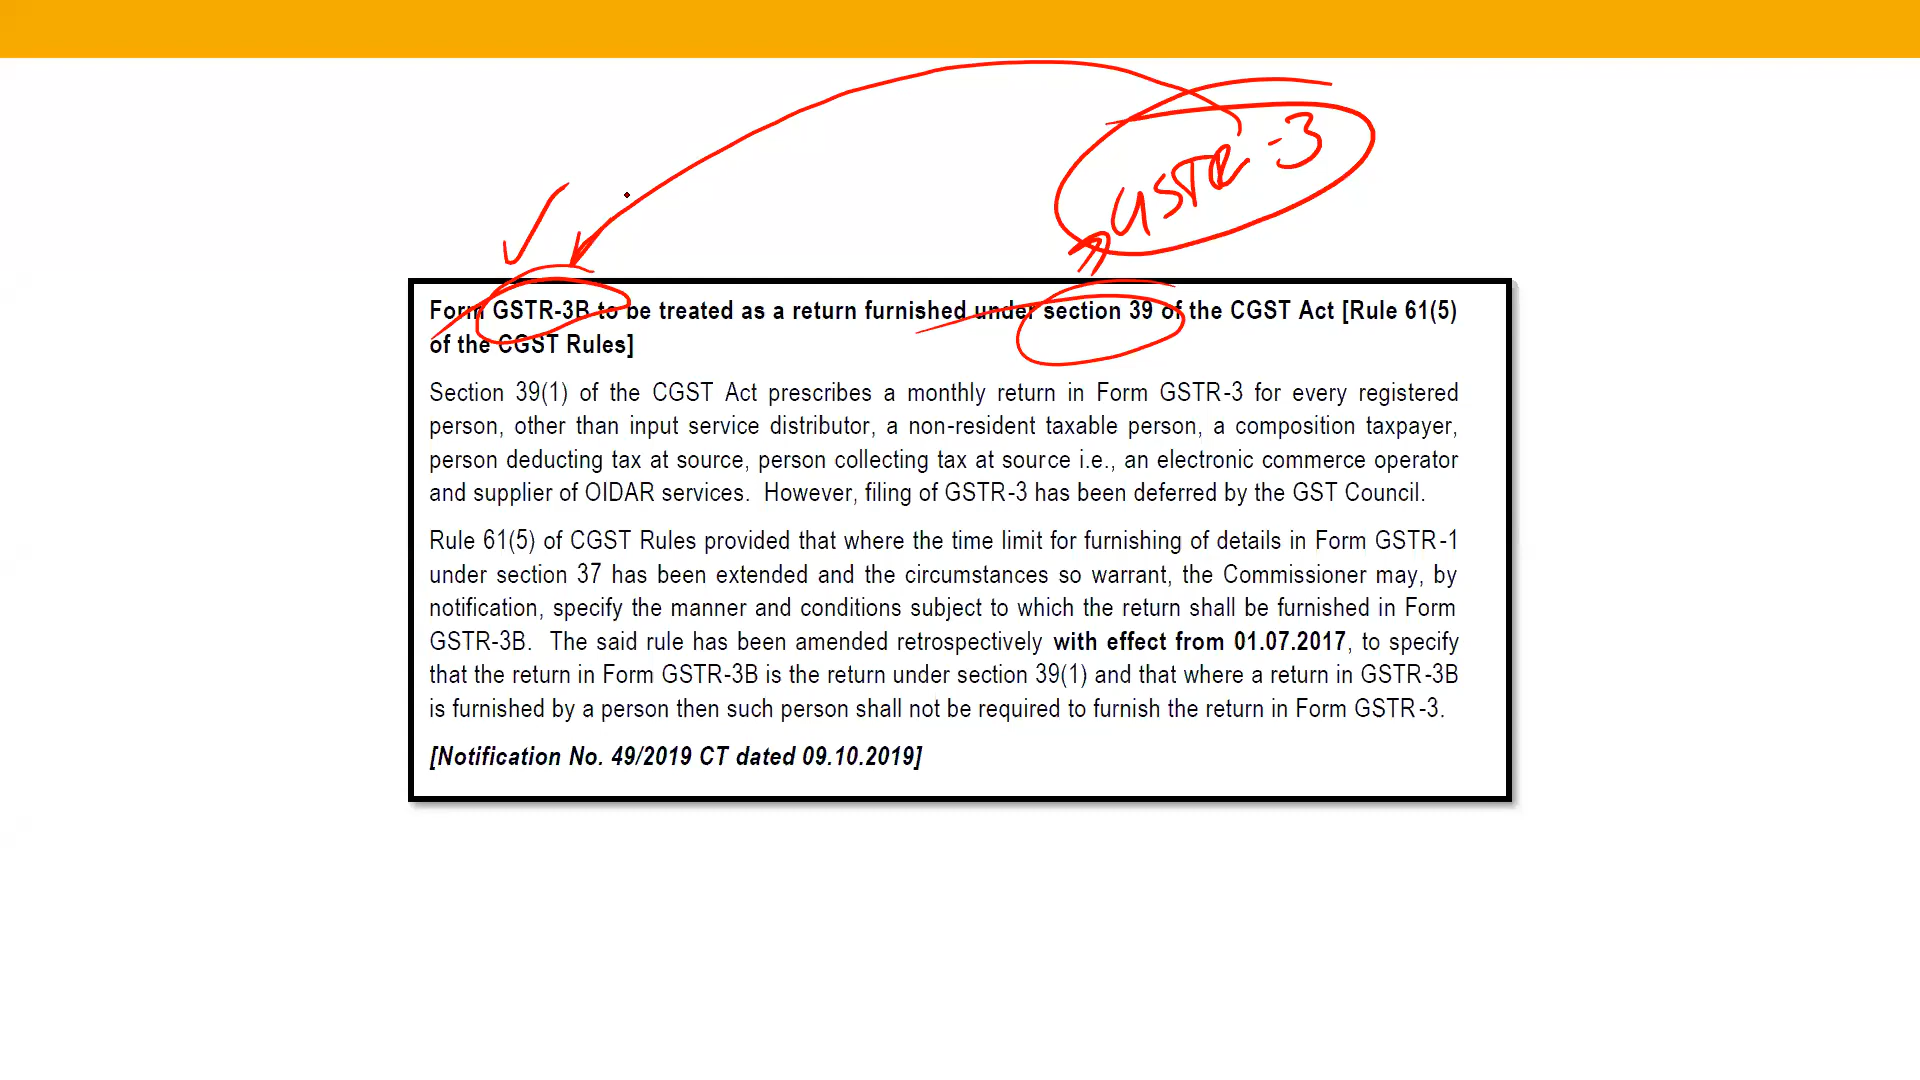 GSTR-3
Form GSTR-3B to be treated as a return furnished under section 39 of the CGST Act [Rule 61(5)
of the CGST Rules]
Section 39(1) of the CGST Act prescribes a monthly return in Form GSTR-3 for every registered
person, other than input service distributor, a non-resident taxable person, a composition taxpayer,
person deducting tax at source, person collecting tax at source i.e., an electronic commerce operator
and supplier of OIDAR services. However, filing of GSTR-3 has been deferred by the GST Council.
Rule 61(5) of CGST Rules provided that where the time limit for furnishing of details in Form GSTR-1
under section 37 has been extended and the circumstances so warrant, the Commissioner may, by
notification, specify the manner and conditions subject to which the return shall be furnished in Form
GSTR-3B. The said rule has been amended retrospectively with effect from 01.07.2017, to specify
that the return in Form GSTR-3B is the return under section 39(1) and that where a return in GSTR-3B
is furnished by a person then such person shall not be required to furnish the return in Form GSTR-3.
[Notification No. 49/2019 CT dated 09.10.2019]